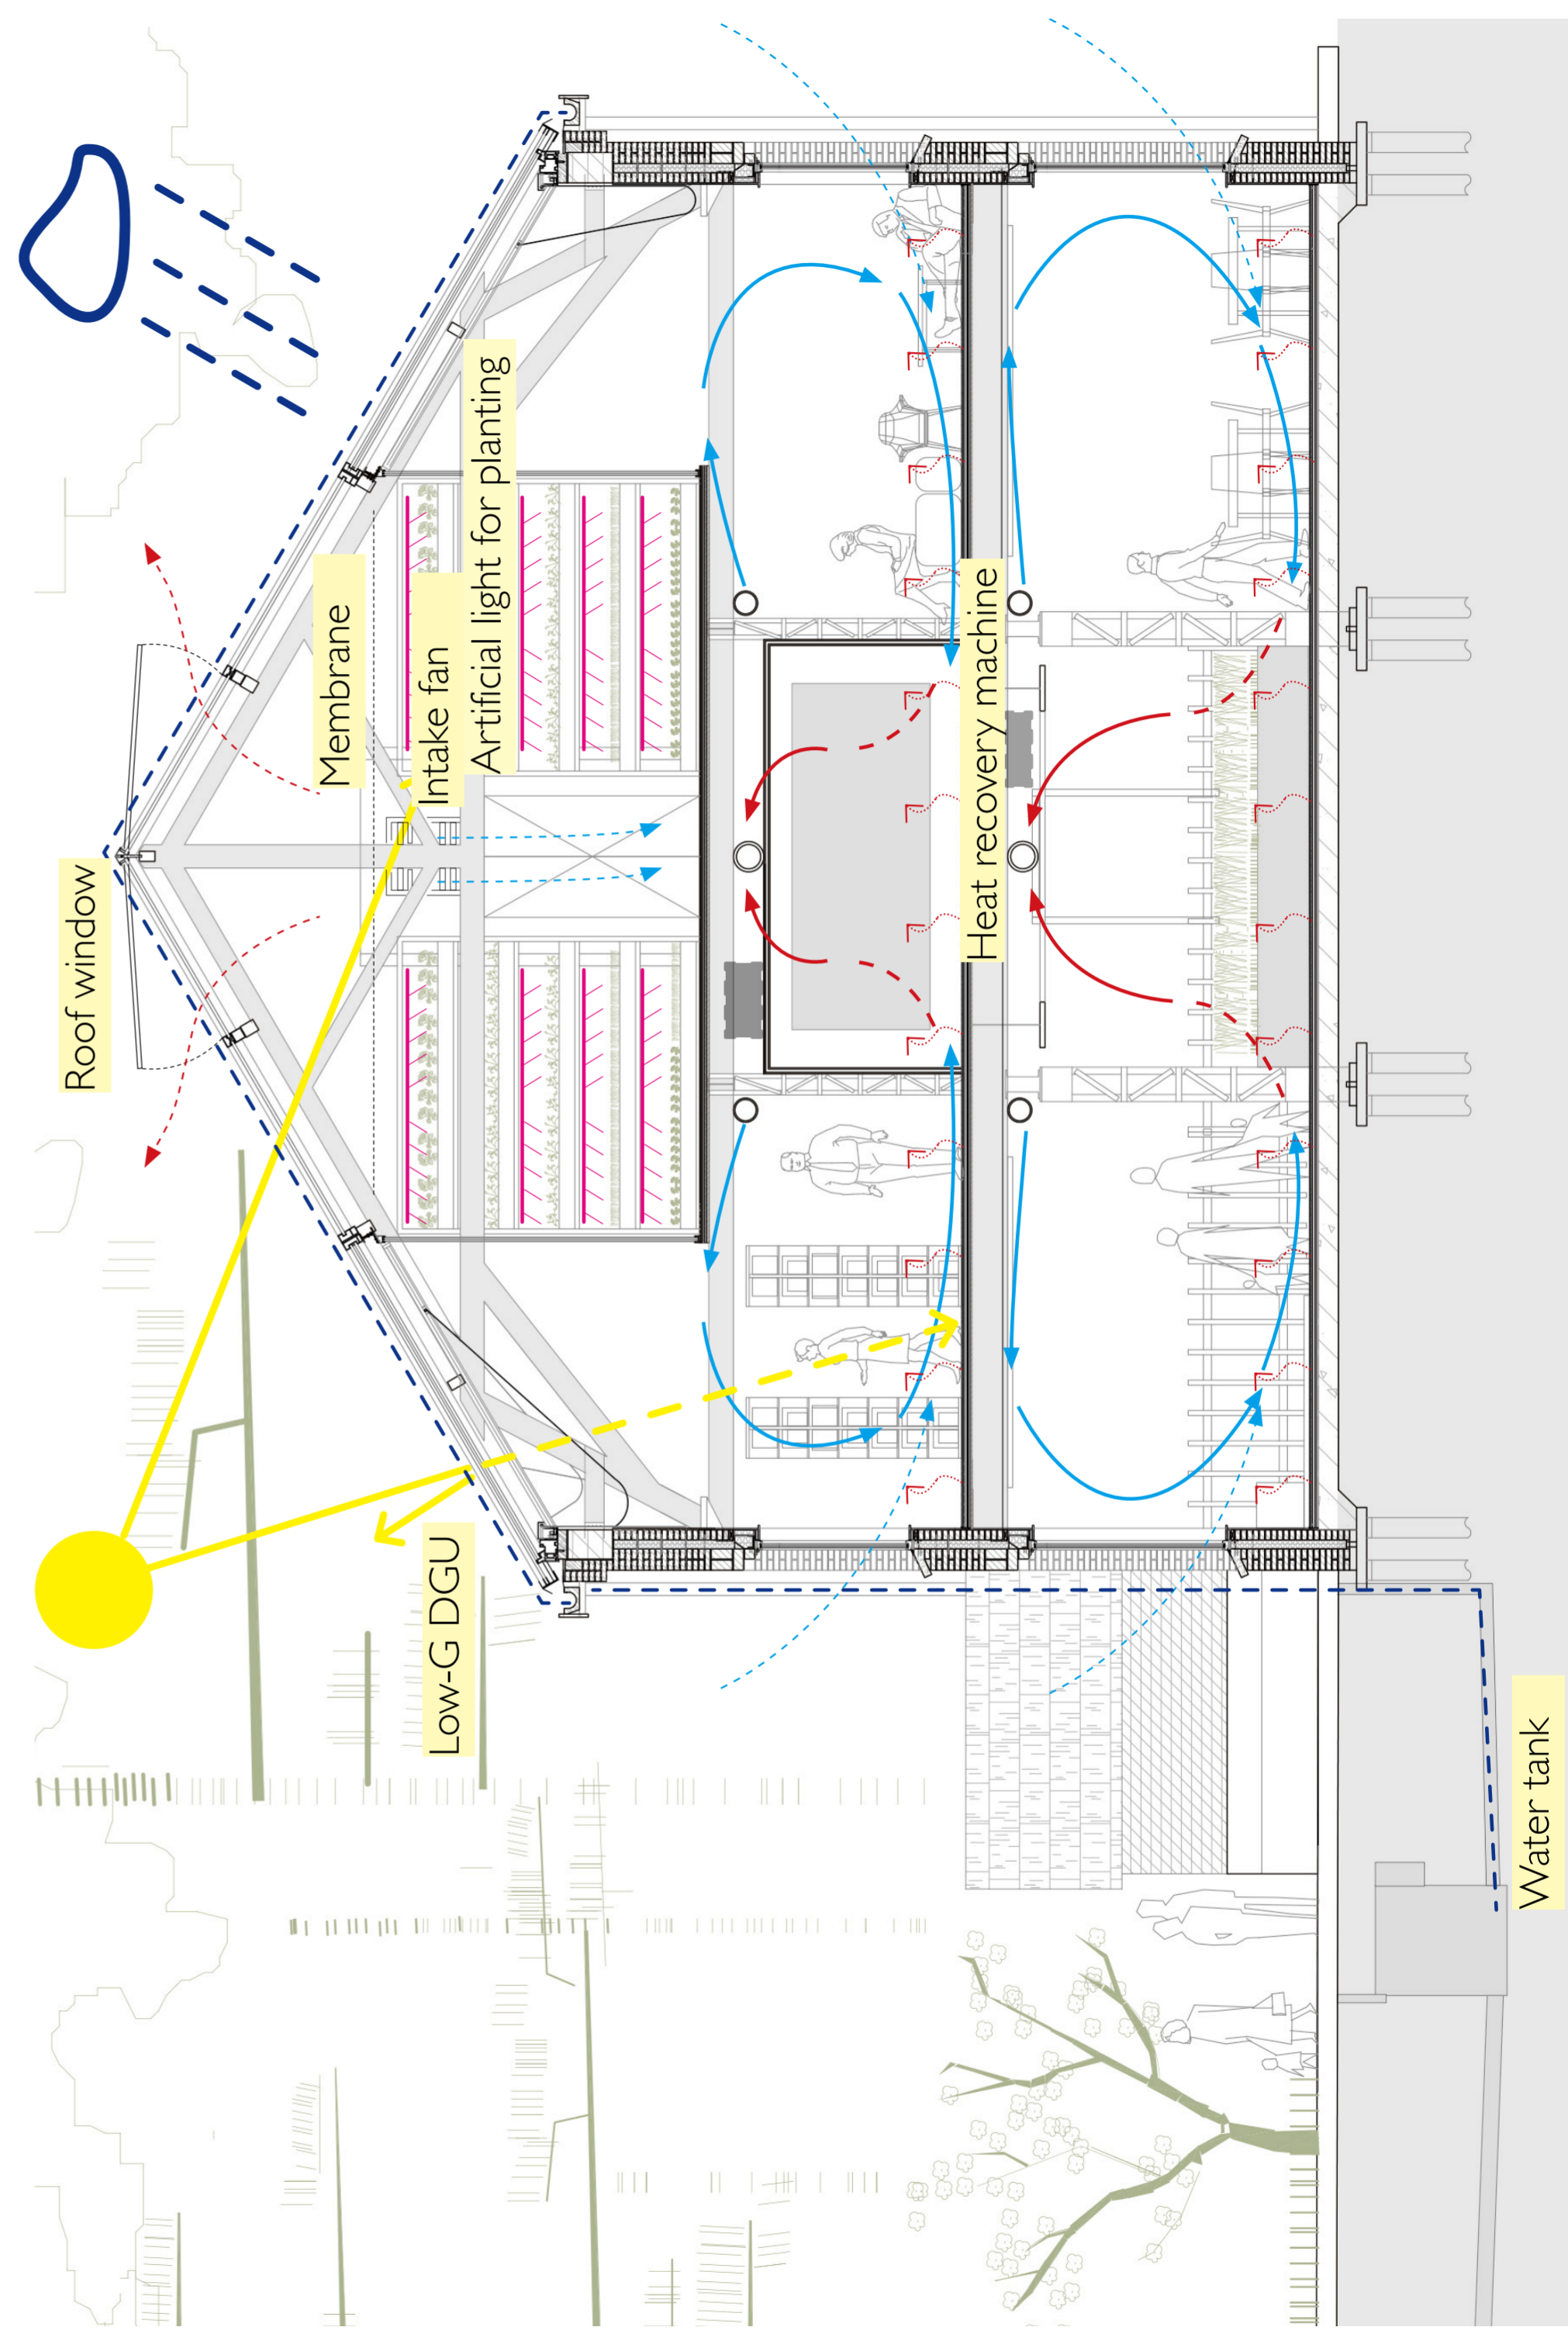 Roof window
Membrane
Intake fan
Artificial light for planting
Low-G DGU
Heat recovery machine
Water tank